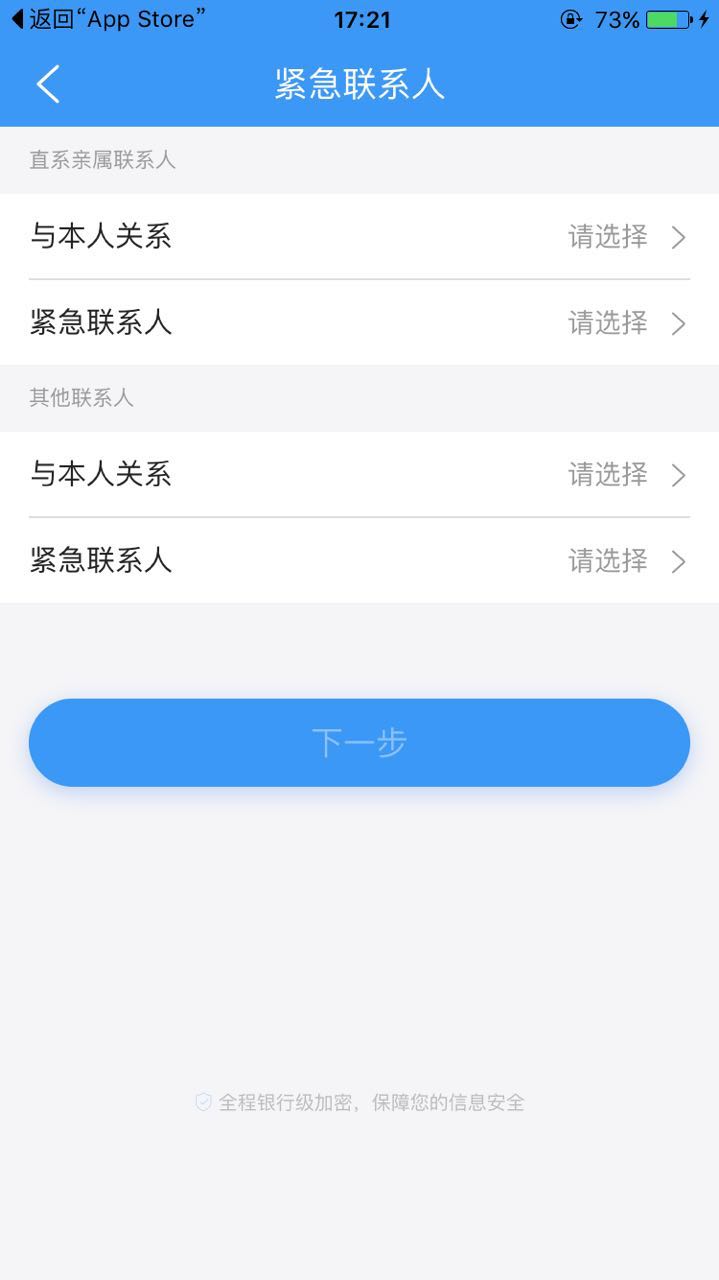 返回“App Store” 17:21 73%
紧急联系人
直系亲属联系人
与本人关系 请选择
紧急联系人 请选择
其他联系人
与本人关系 请选择
紧急联系人 请选择
下一步
全程银行级加密，保障您的信息安全